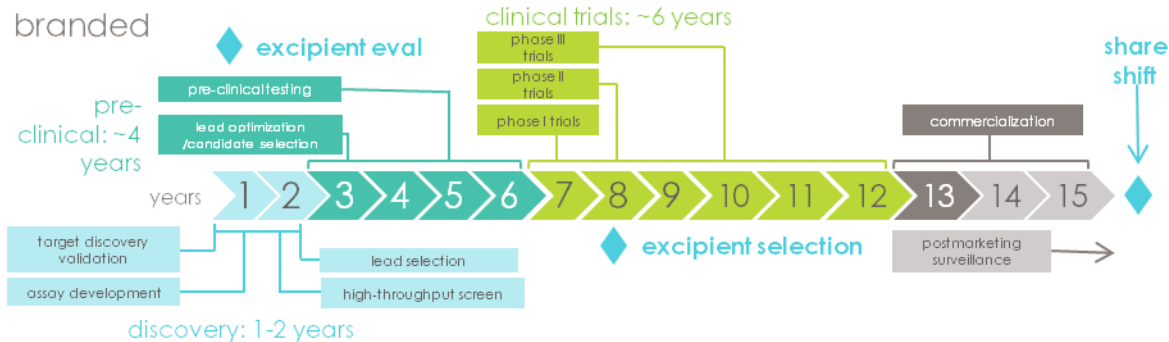 branded
clinical trials: ~6 years
excipient eval
phase III
trials
share
shift
pre-clinical testing
phase II
trials
pre-
clinical: ~4
years
lead optimization
/candidate selection
phase I trials
commercialization
years 1 2 3 4 5 6 7 8 9 10 11 12 13 14 15
target discovery
validation
lead selection
excipient selection
postmarketing
surveillance
assay development
high-throughput screen
discovery: 1-2 years